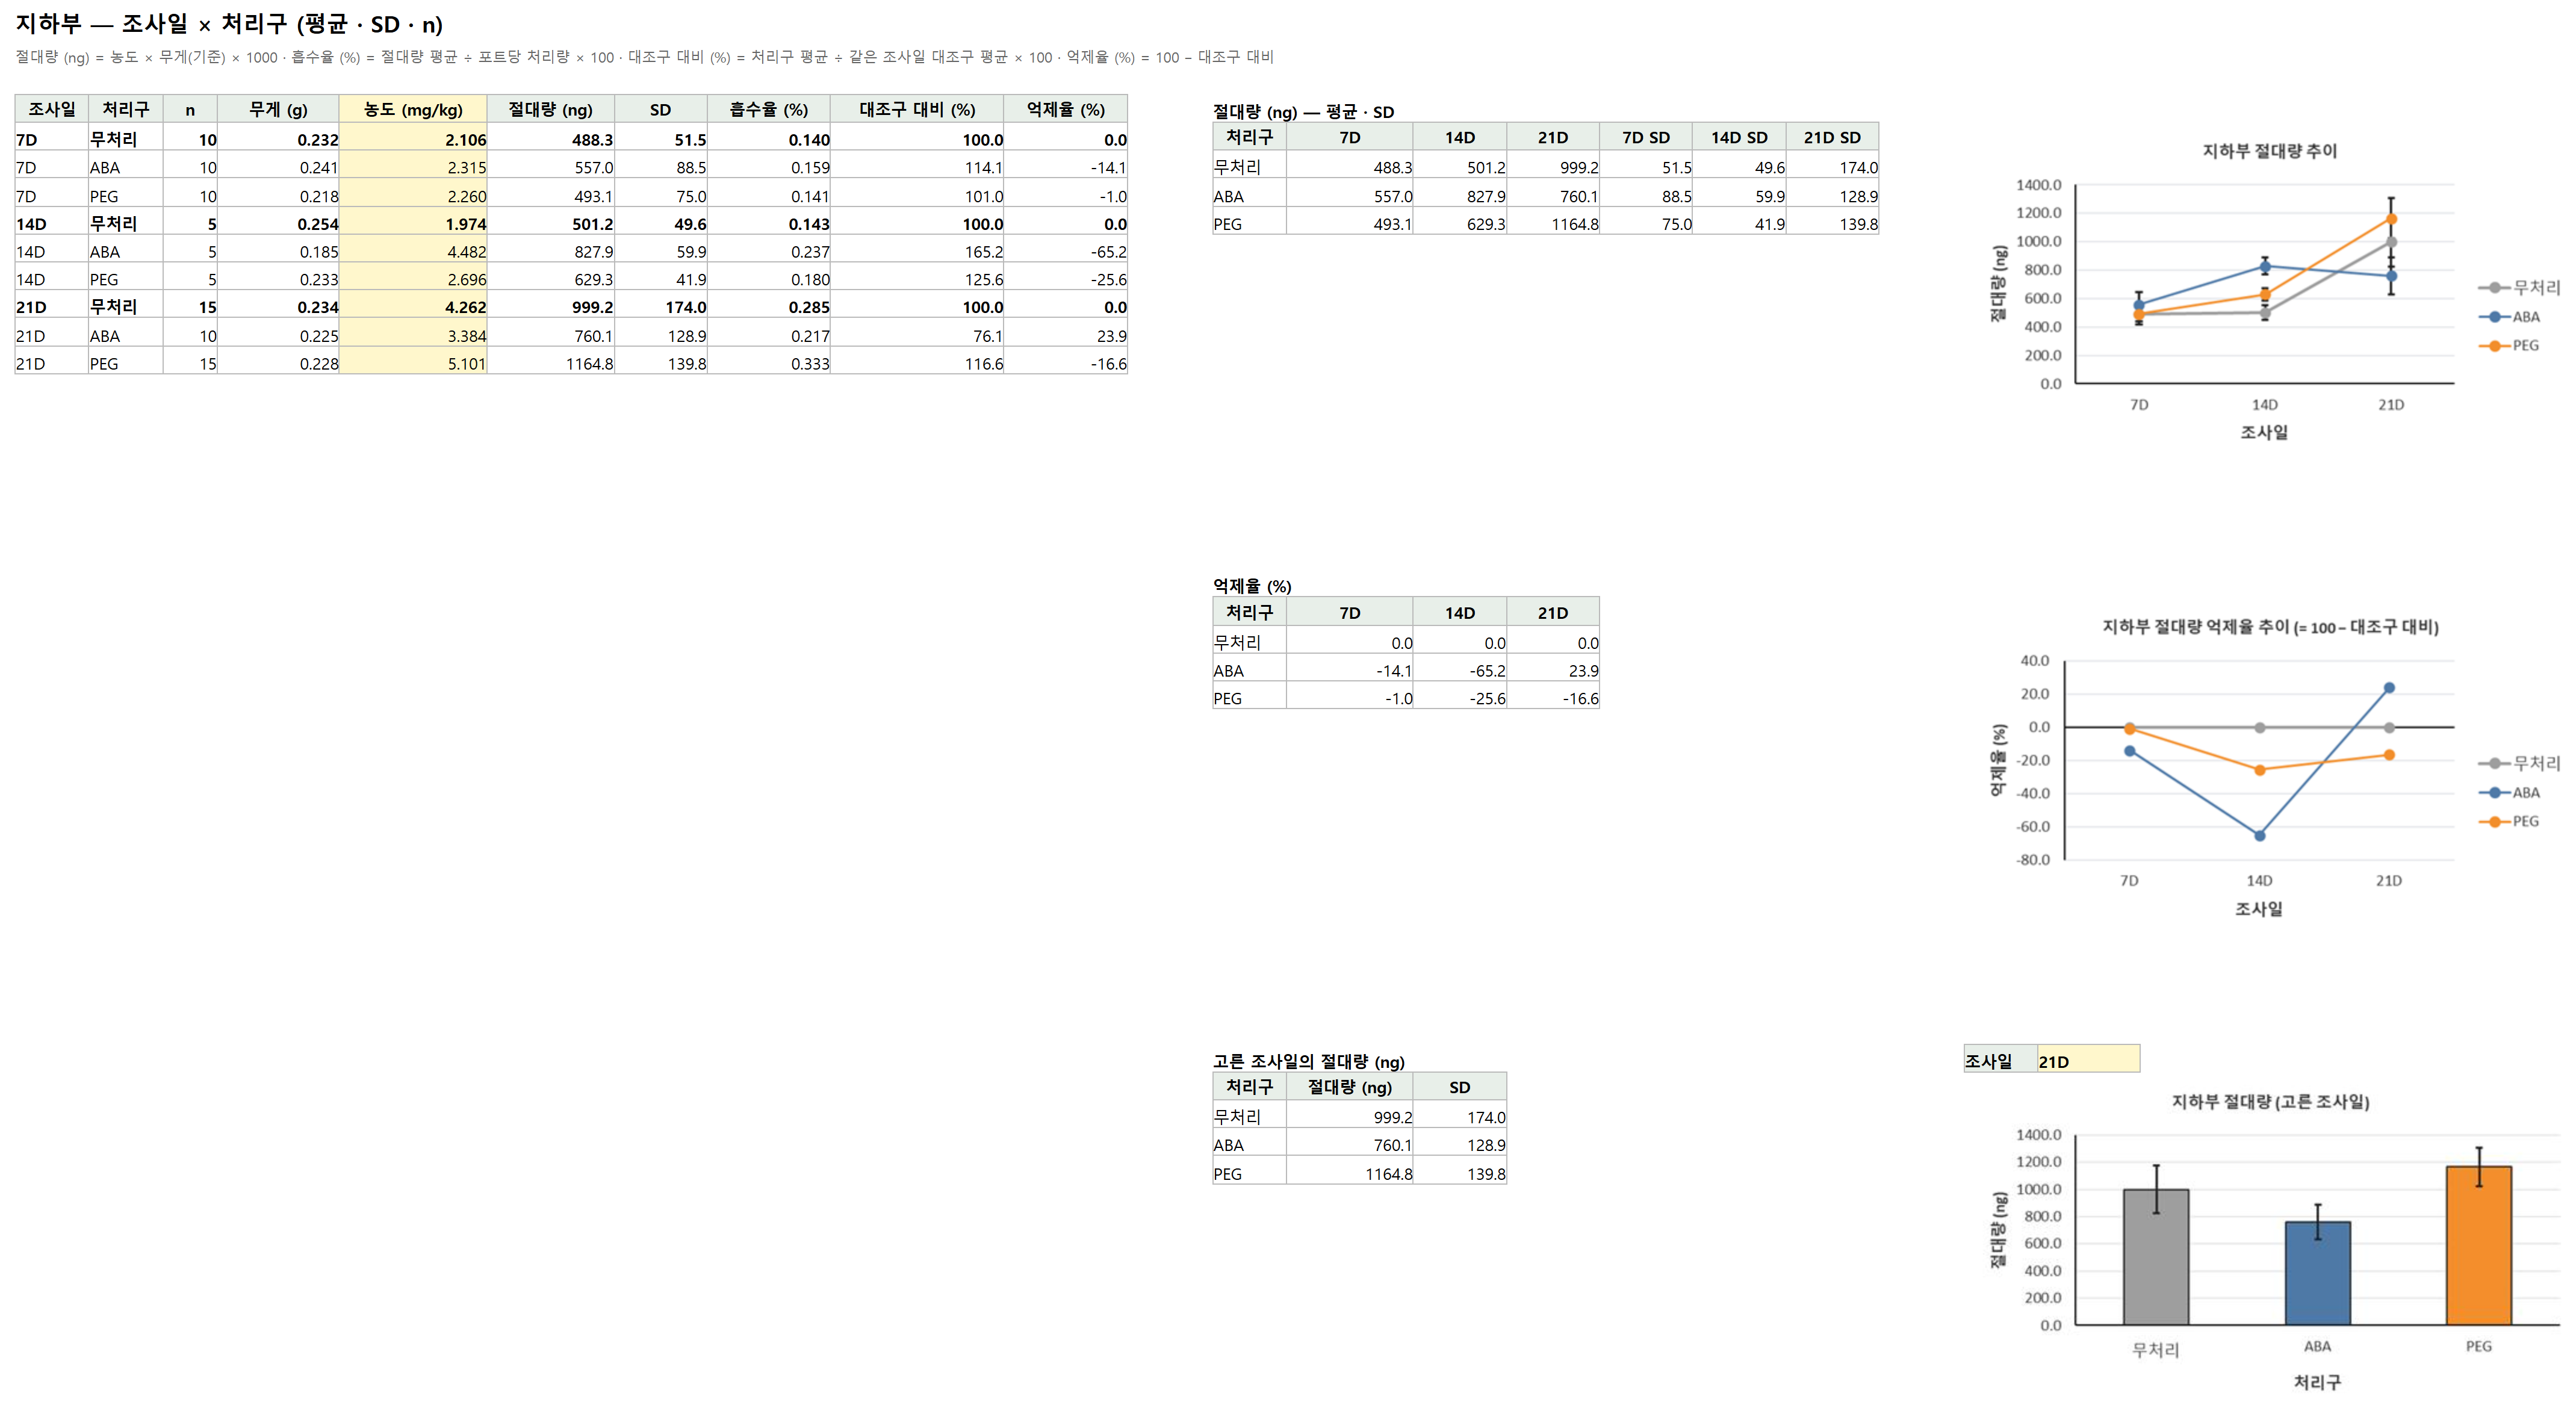 지하부 — 조사일 × 처리구 (평균 · SD · n)
절대량 (ng) = 농도 × 무게(기준) × 1000 · 흡수율 (%) = 절대량 평균 ÷ 포트당 처리량 × 100 · 대조구 대비 (%) = 처리구 평균 ÷ 같은 조사일 대조구 평균 × 100 · 억제율 (%) = 100 − 대조구 대비
조사일 처리구 n 무게 (g) 농도 (mg/kg) 절대량 (ng) SD 흡수율 (%) 대조구 대비 (%) 억제율 (%)
7D 무처리 10 0.232 2.106 488.3 51.5 0.140 100.0 0.0
7D ABA 10 0.241 2.315 557.0 88.5 0.159 114.1 -14.1
7D PEG 10 0.218 2.260 493.1 75.0 0.141 101.0 -1.0
14D 무처리 5 0.254 1.974 501.2 49.6 0.143 100.0 0.0
14D ABA 5 0.185 4.482 827.9 59.9 0.237 165.2 -65.2
14D PEG 5 0.233 2.696 629.3 41.9 0.180 125.6 -25.6
21D 무처리 15 0.234 4.262 999.2 174.0 0.285 100.0 0.0
21D ABA 10 0.225 3.384 760.1 128.9 0.217 76.1 23.9
21D PEG 15 0.228 5.101 1164.8 139.8 0.333 116.6 -16.6
절대량 (ng) — 평균 · SD
처리구 7D 14D 21D 7D SD 14D SD 21D SD
무처리 488.3 501.2 999.2 51.5 49.6 174.0
ABA 557.0 827.9 760.1 88.5 59.9 128.9
PEG 493.1 629.3 1164.8 75.0 41.9 139.8
지하부 절대량 추이
절대량 (ng)
1400.0
1200.0
1000.0
800.0
600.0
400.0
200.0
0.0
7D 14D 21D
조사일
무처리
ABA
PEG
억제율 (%)
처리구 7D 14D 21D
무처리 0.0 0.0 0.0
ABA -14.1 -65.2 23.9
PEG -1.0 -25.6 -16.6
지하부 절대량 억제율 추이 (= 100 − 대조구 대비)
억제율 (%)
40.0
20.0
0.0
-20.0
-40.0
-60.0
-80.0
7D 14D 21D
조사일
무처리
ABA
PEG
고른 조사일의 절대량 (ng)
처리구 절대량 (ng) SD
무처리 999.2 174.0
ABA 760.1 128.9
PEG 1164.8 139.8
조사일 21D
지하부 절대량 (고른 조사일)
절대량 (ng)
1400.0
1200.0
1000.0
800.0
600.0
400.0
200.0
0.0
무처리 ABA PEG
처리구